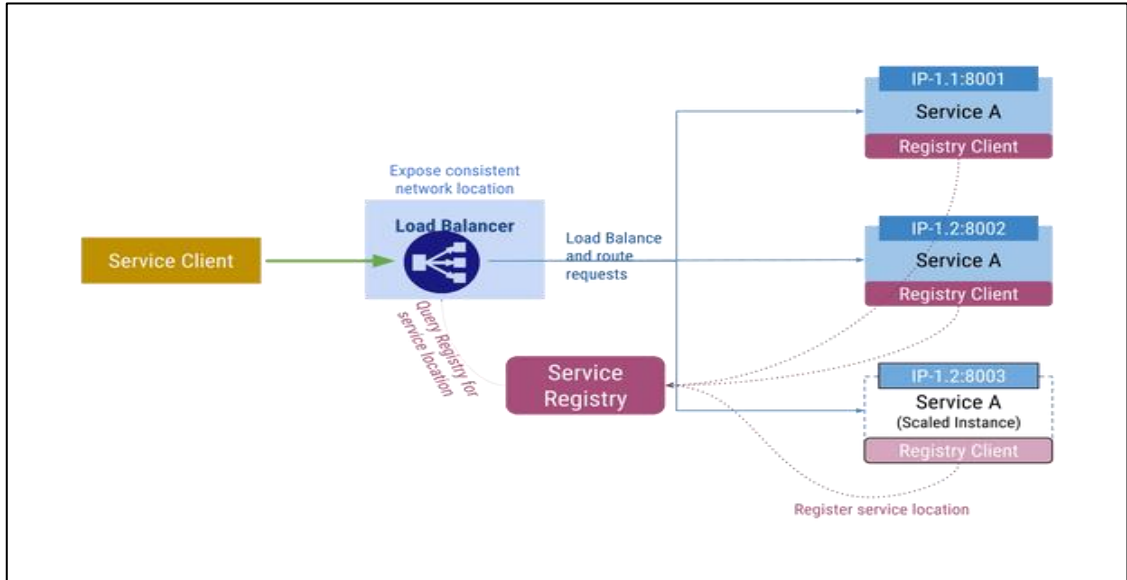 IP-1.1:8001
Service A
Registry Client
Expose consistent
network location
Load Balancer
Service Client
Load Balance
and route
requests
IP-1.2:8002
Service A
Registry Client
Query Registry for
service location
Service
Registry
IP-1.2:8003
Service A
(Scaled Instance)
Registry Client
Register service location